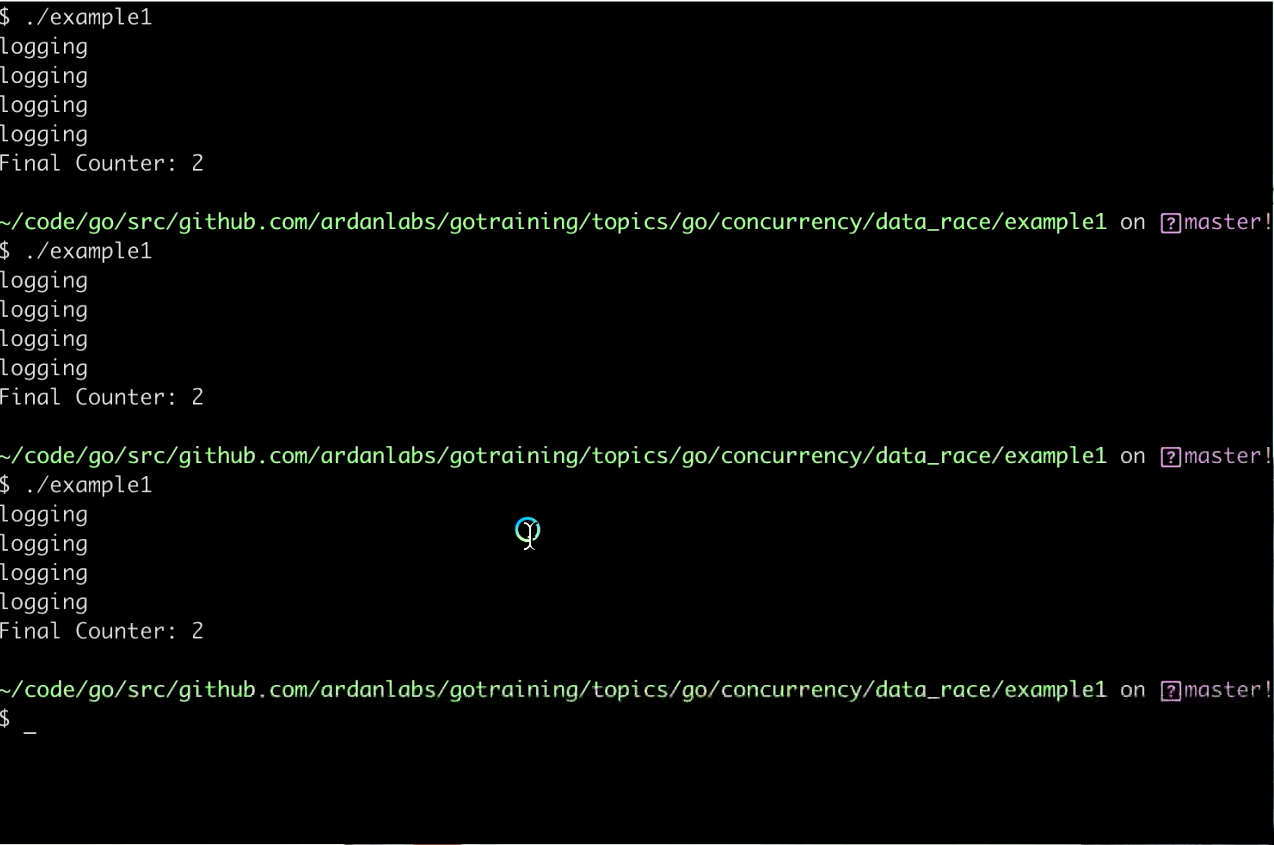 $ ./example1
logging
logging
logging
logging
Final Counter: 2
~/code/go/src/github.com/ardanlabs/gotraining/topics/go/concurrency/data_race/example1 on ?master!
$ ./example1
logging
logging
logging
logging
Final Counter: 2
~/code/go/src/github.com/ardanlabs/gotraining/topics/go/concurrency/data_race/example1 on ?master!
$ ./example1
logging
logging
logging
logging
Final Counter: 2
~/code/go/src/github.com/ardanlabs/gotraining/topics/go/concurrency/data_race/example1 on ?master!
$ _